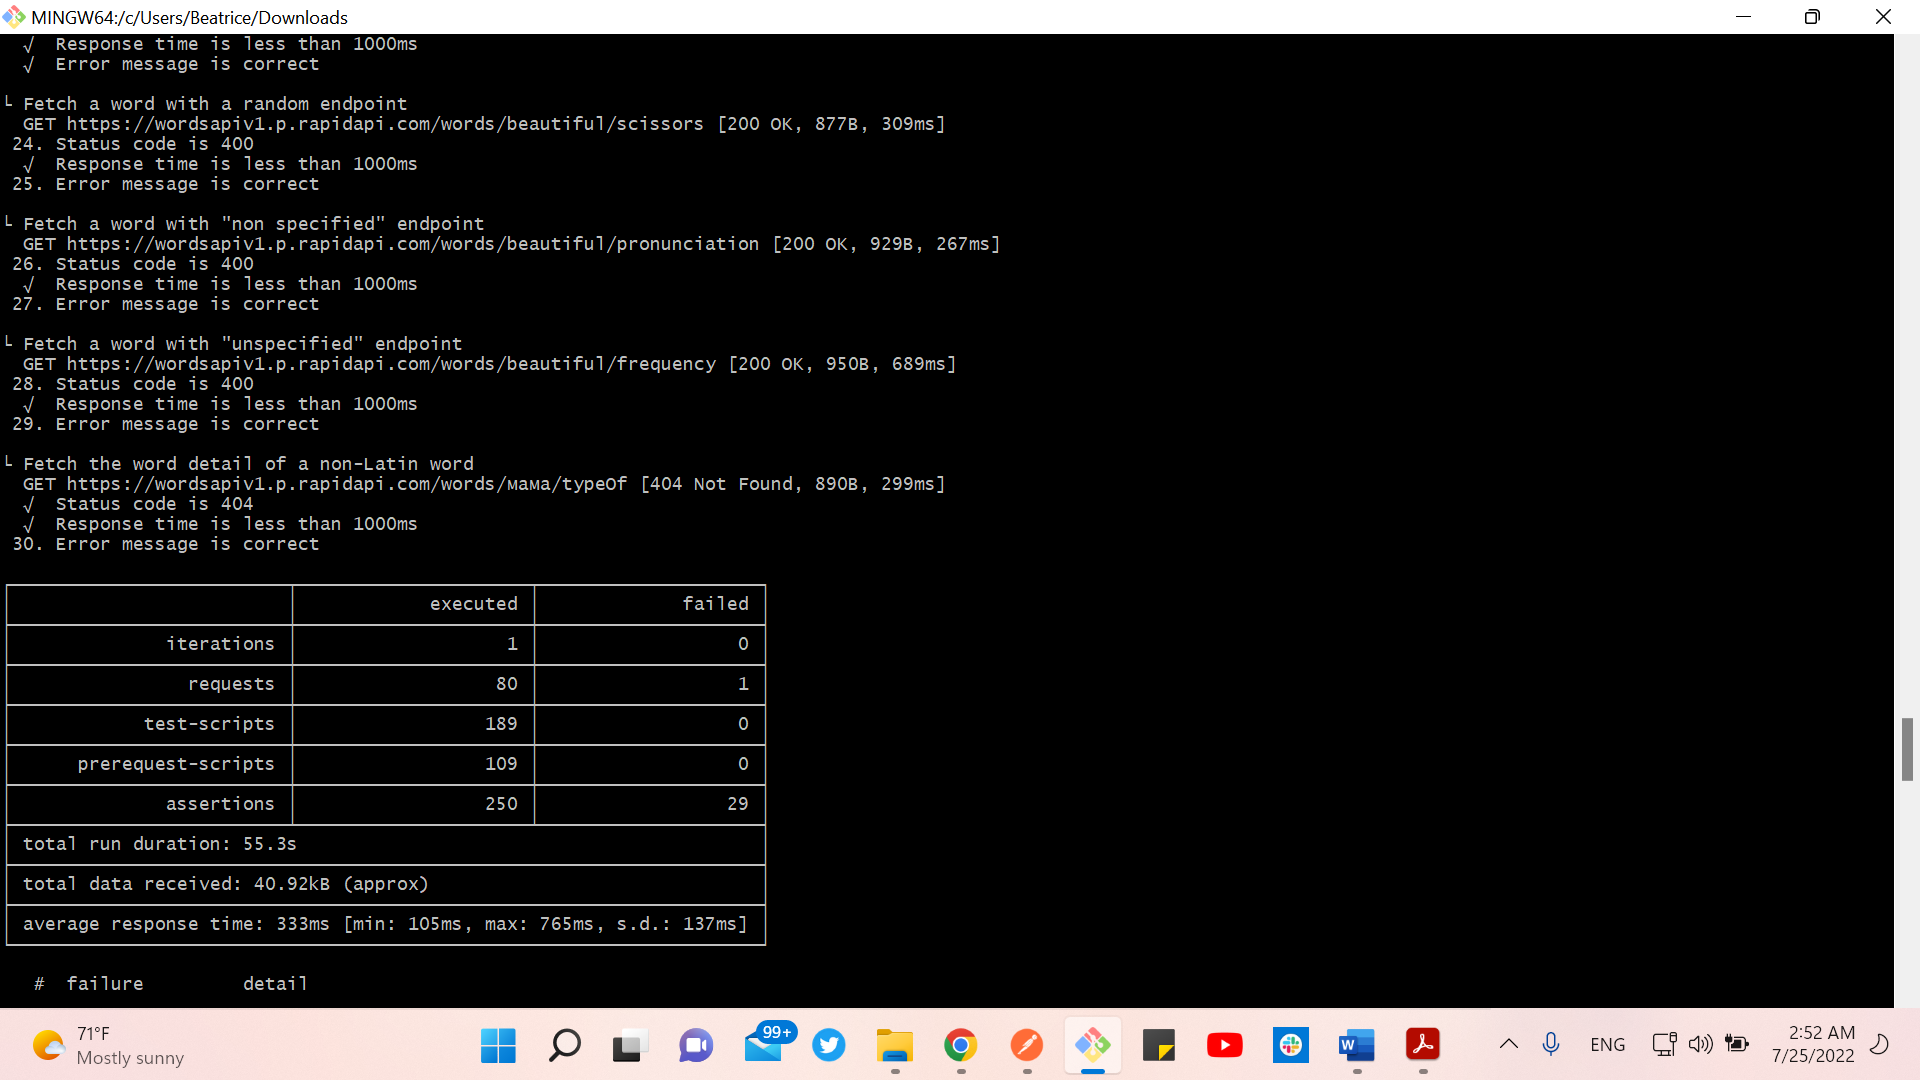 MINGW64:/c/Users/Beatrice/Downloads
√ Response time is less than 1000ms
√ Error message is correct
└ Fetch a word with a random endpoint
GET https://wordsapiv1.p.rapidapi.com/words/beautiful/scissors [200 OK, 877B, 309ms]
24. Status code is 400
√ Response time is less than 1000ms
25. Error message is correct
└ Fetch a word with "non specified" endpoint
GET https://wordsapiv1.p.rapidapi.com/words/beautiful/pronunciation [200 OK, 929B, 267ms]
26. Status code is 400
√ Response time is less than 1000ms
27. Error message is correct
└ Fetch a word with "unspecified" endpoint
GET https://wordsapiv1.p.rapidapi.com/words/beautiful/frequency [200 OK, 950B, 689ms]
28. Status code is 400
√ Response time is less than 1000ms
29. Error message is correct
└ Fetch the word detail of a non-Latin word
GET https://wordsapiv1.p.rapidapi.com/words/мама/typeOf [404 Not Found, 890B, 299ms]
√ Status code is 404
√ Response time is less than 1000ms
30. Error message is correct
executed failed
iterations 1 0
requests 80 1
test-scripts 189 0
prerequest-scripts 109 0
assertions 250 29
total run duration: 55.3s
total data received: 40.92kB (approx)
average response time: 333ms [min: 105ms, max: 765ms, s.d.: 137ms]
# failure detail
71°F
Mostly sunny
99+
W
ENG
2:52 AM
7/25/2022